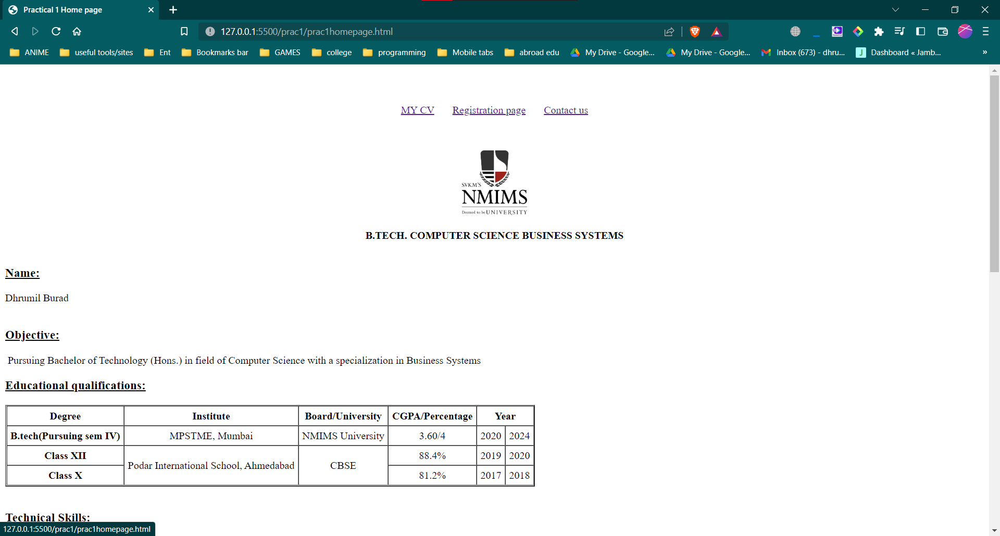 Practical 1 Home page
127.0.0.1:5500/prac1/prac1homepage.html
ANIME useful tools/sites Ent Bookmarks bar GAMES college programming Mobile tabs abroad edu My Drive - Google... My Drive - Google... Inbox (673) - dhru... J Dashboard « Jamb... »
MY CV Registration page Contact us
SVKM'S
NMIMS
Deemed to be UNIVERSITY
B.TECH. COMPUTER SCIENCE BUSINESS SYSTEMS
Name:
Dhrumil Burad
Objective:
Pursuing Bachelor of Technology (Hons.) in field of Computer Science with a specialization in Business Systems
Educational qualifications:
Degree Institute Board/University CGPA/Percentage Year
B.tech(Pursuing sem IV) MPSTME, Mumbai NMIMS University 3.60/4 2020 2024
Class XII Podar International School, Ahmedabad CBSE 88.4% 2019 2020
Class X 81.2% 2017 2018
Technical Skills:
127.0.0.1:5500/prac1/prac1homepage.html